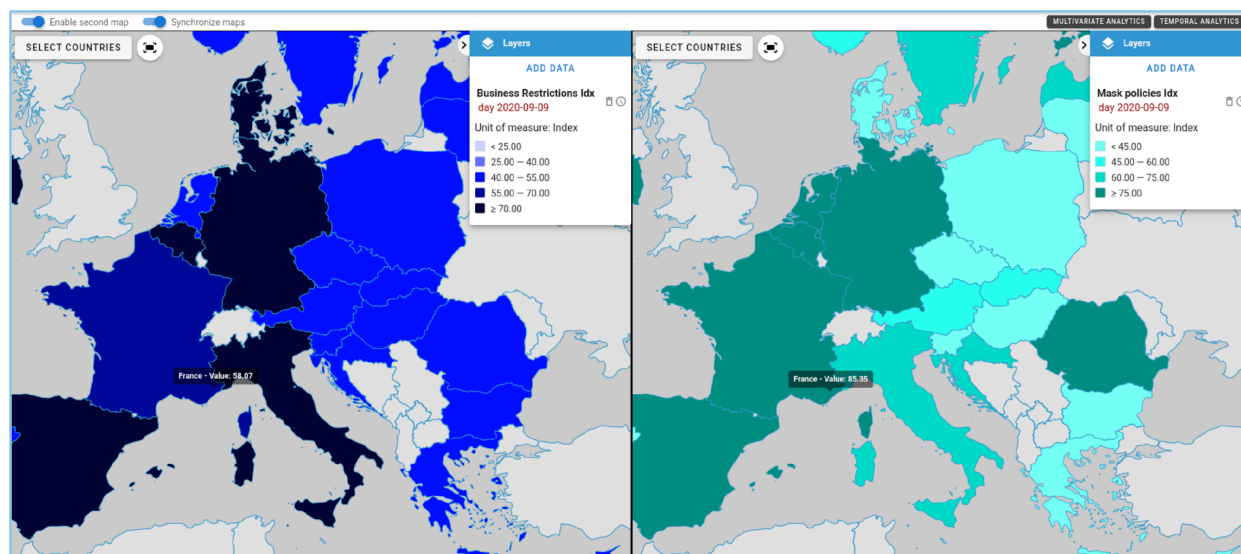 Enable second map
Synchronize maps
MULTIVARIATE ANALYTICS
TEMPORAL ANALYTICS
SELECT COUNTRIES
Layers
ADD DATA
Business Restrictions Idx
day 2020-09-09
Unit of measure: Index
< 25.00
25.00 — 40.00
40.00 — 55.00
55.00 — 70.00
≥ 70.00
France - Value: 58.07
SELECT COUNTRIES
Layers
ADD DATA
Mask policies Idx
day 2020-09-09
Unit of measure: Index
< 45.00
45.00 — 60.00
60.00 — 75.00
≥ 75.00
France - Value: 85.35